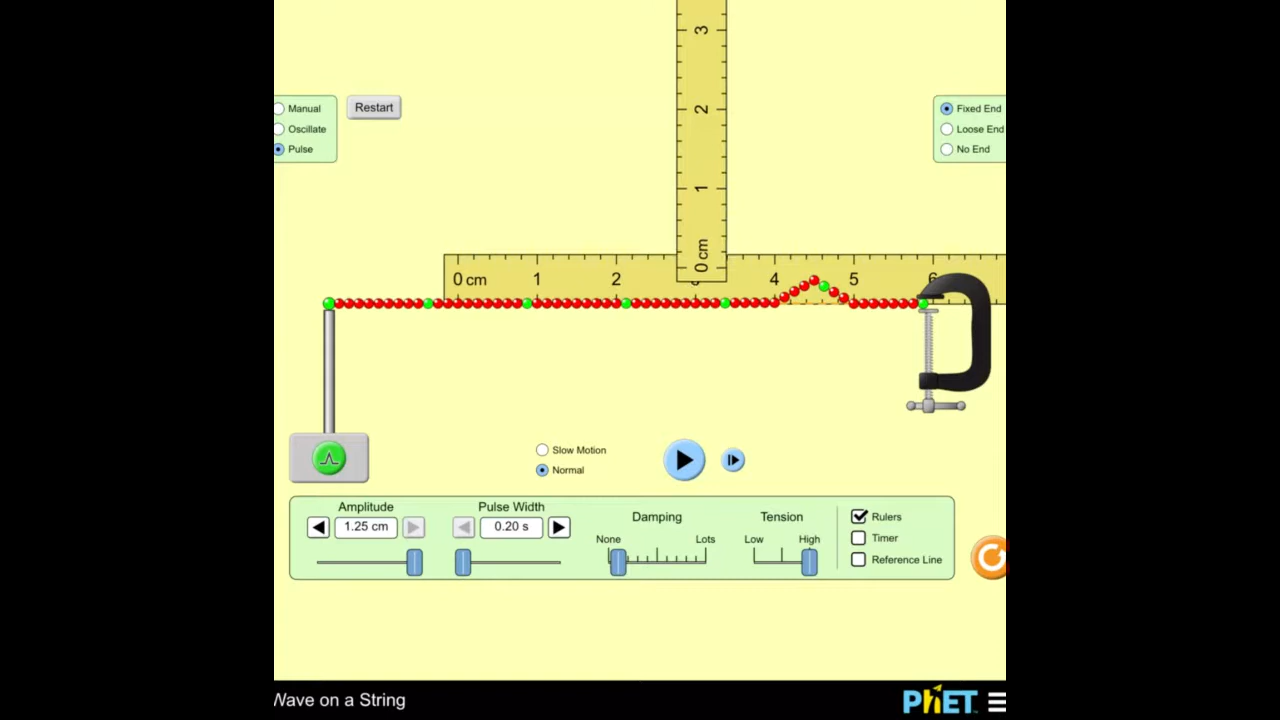 3
2
1
0 cm
Manual
Restart
Oscillate
Pulse
Fixed End
Loose End
No End
0 cm 1 2 3 4 5 6
Slow Motion
Normal
Amplitude
1.25 cm
Pulse Width
0.20 s
Damping
None Lots
Tension
Low High
Rulers
Timer
Reference Line
Wave on a String
PhET